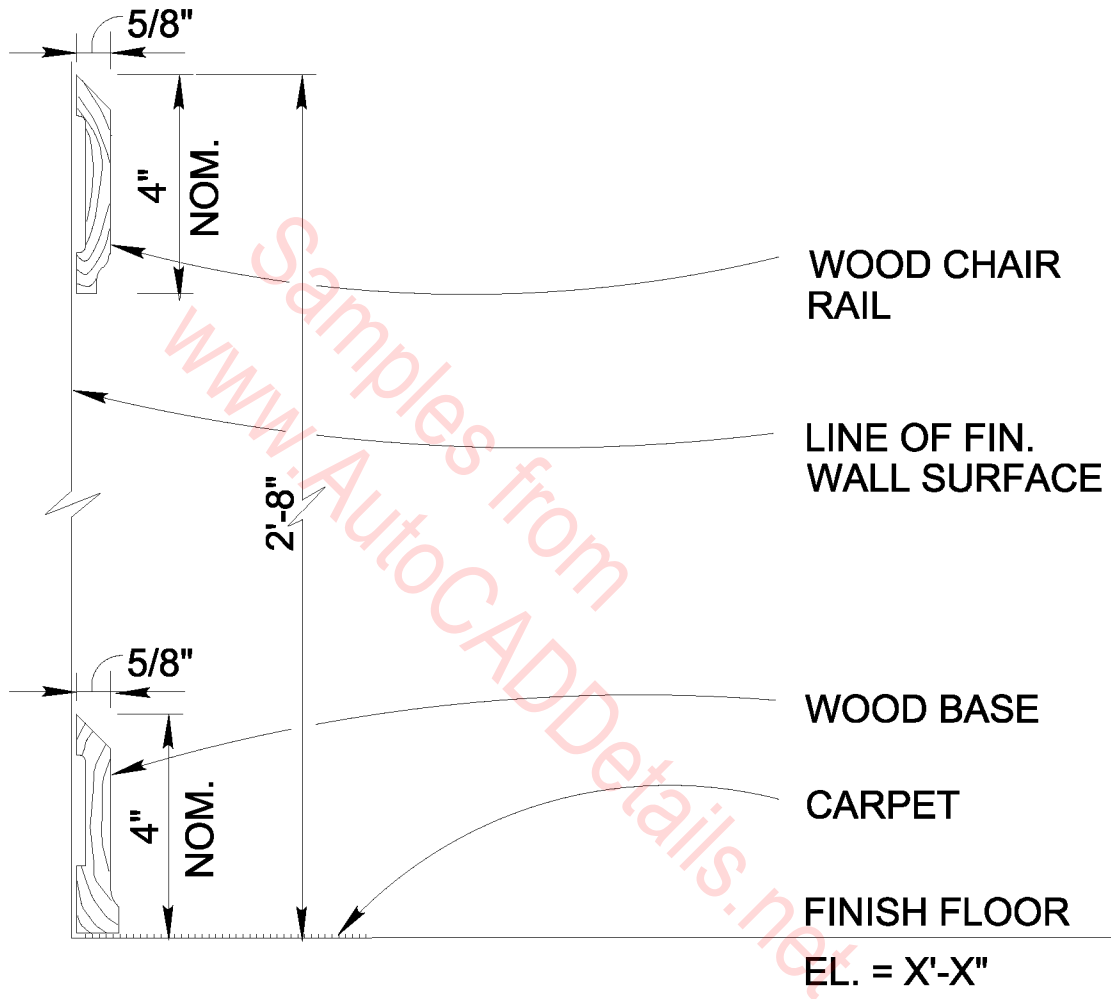 5/8"
4"
NOM.
WOOD CHAIR
RAIL
LINE OF FIN.
WALL SURFACE
2'-8"
5/8"
4"
NOM.
WOOD BASE
CARPET
FINISH FLOOR
EL. = X'-X"
Samples from
www.AutoCADDetails.net